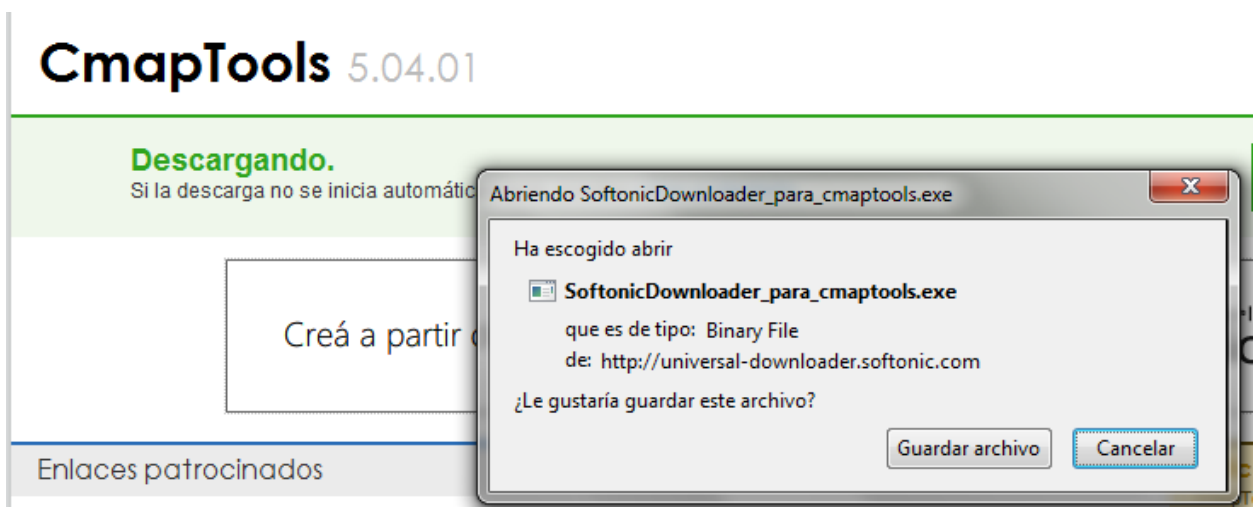 CmapTools 5.04.01
Descargando.
Si la descarga no se inicia
Abriendo SoftonicDownloader_para_cmaptools.exe
Ha escogido abrir
SoftonicDownloader_para_cmaptools.exe
que es de tipo: Binary File
de: http://universal-downloader.softonic.com
¿Le gustaría guardar este archivo?
Guardar archivo
Cancelar
Creá a partir
Enlaces patrocinados